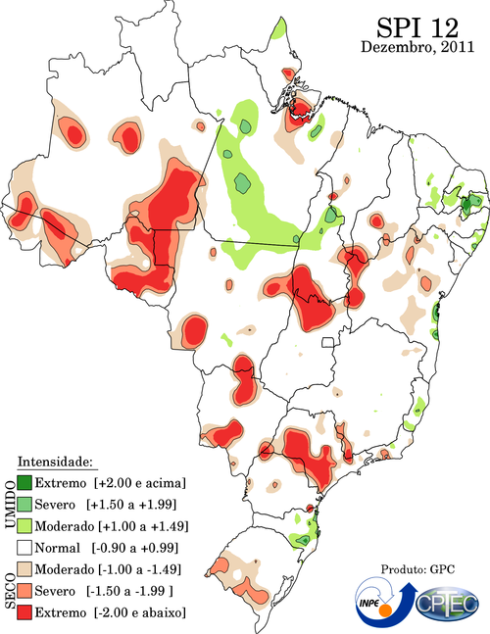 SPI 12
Dezembro, 2011
Intensidade:
UMIDO
Extremo [+2.00 e acima]
Severo [+1.50 a +1.99]
Moderado [+1.00 a +1.49]
Normal [-0.90 a +0.99]
SECO
Moderado [-1.00 a -1.49]
Severo [-1.50 a -1.99 ]
Extremo [-2.00 e abaixo]
Produto: GPC
INPE
CPTEC